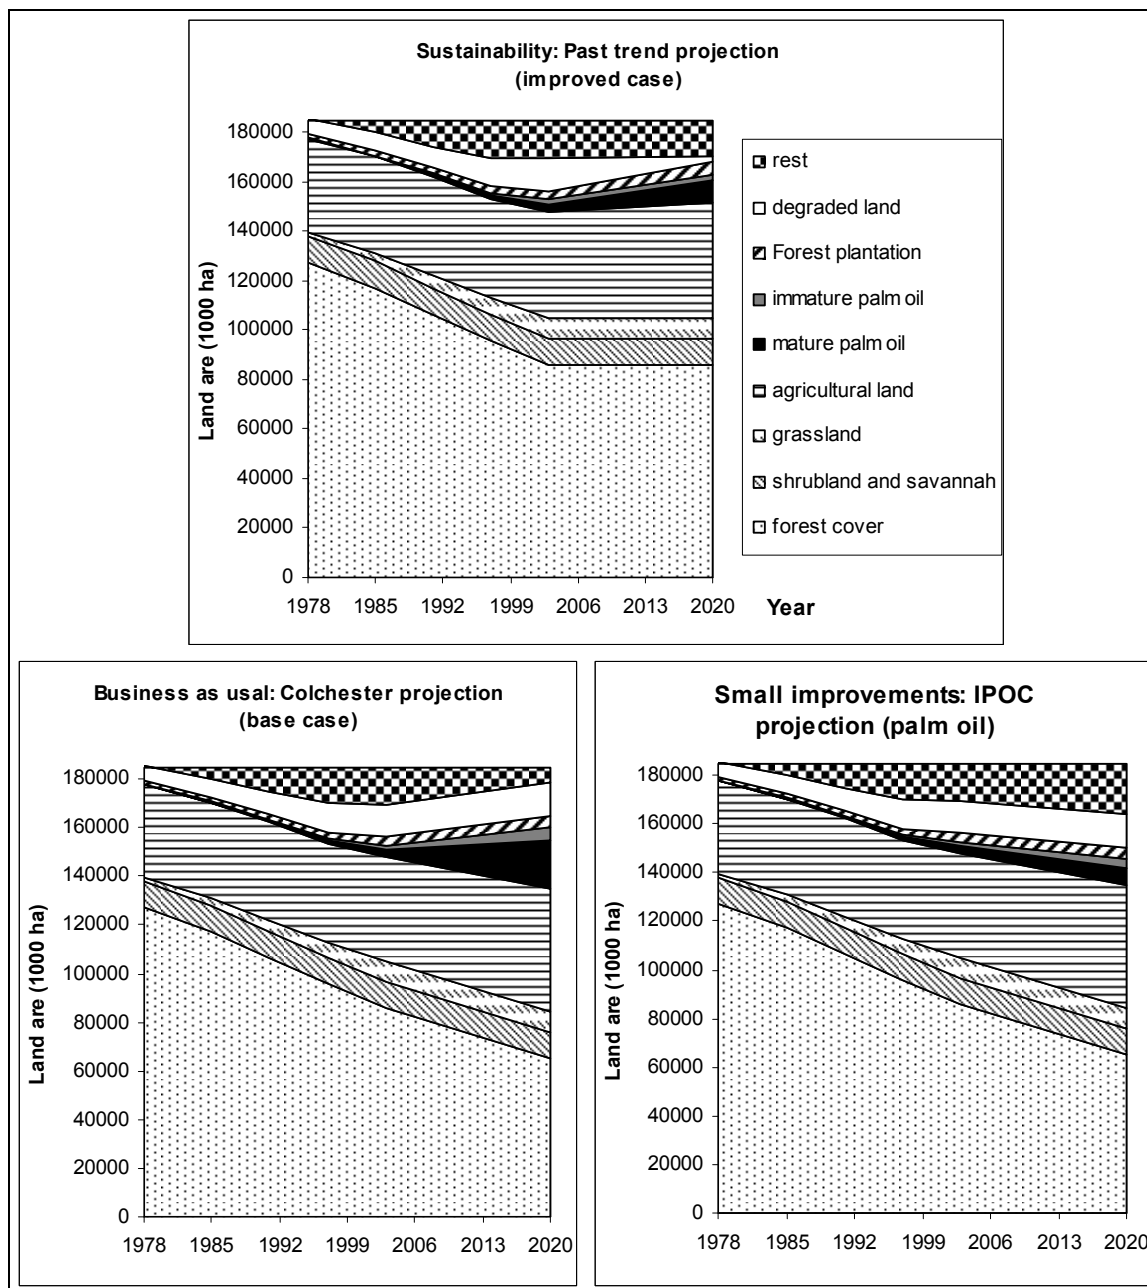 Sustainability: Past trend projection
(improved case)
180000
160000
140000
120000
100000
80000
60000
40000
20000
0
Land are (1000 ha)
1978 1985 1992 1999 2006 2013 2020 Year
rest
degraded land
Forest plantation
immature palm oil
mature palm oil
agricultural land
grassland
shrubland and savannah
forest cover
Business as usal: Colchester projection
(base case)
180000
160000
140000
120000
100000
80000
60000
40000
20000
0
Land are (1000 ha)
1978 1985 1992 1999 2006 2013 2020
Small improvements: IPOC
projection (palm oil)
180000
160000
140000
120000
100000
80000
60000
40000
20000
0
Land are (1000 ha)
1978 1985 1992 1999 2006 2013 2020